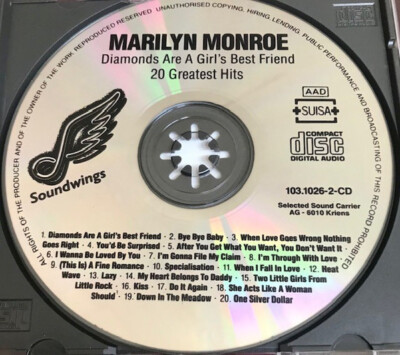 ALL RIGHTS OF THE PRODUCER AND OF THE OWNER OF THE WORK REPRODUCED RESERVED UNAUTHORISED COPYING, HIRING, LENDING, PUBLIC PERFORMANCE AND BROADCASTING OF THIS RECORD PROHIBITED
MARILYN MONROE
Diamonds Are A Girl's Best Friend
20 Greatest Hits
AAD
SUISA
COMPACT
disc
DIGITAL AUDIO
Soundwings
103.1026-2-CD
Selected Sound Carrier
AG - 6010 Kriens
1. Diamonds Are A Girl's Best Friend · 2. Bye Bye Baby · 3. When Love Goes Wrong Nothing
Goes Right · 4. You'd Be Surprised · 5. After You Get What You Want, You Don't Want It ·
6. I Wanna Be Loved By You · 7. I'm Gonna File My Claim · 8. I'm Through With Love ·
9. (This Is) A Fine Romance · 10. Specialisation · 11. When I Fall In Love · 12. Heat
Wave · 13. Lazy · 14. My Heart Belongs To Daddy · 15. Two Little Girls From
Little Rock · 16. Kiss · 17. Do It Again · 18. She Acts Like A Woman
Should · 19. Down In The Meadow · 20. One Silver Dollar